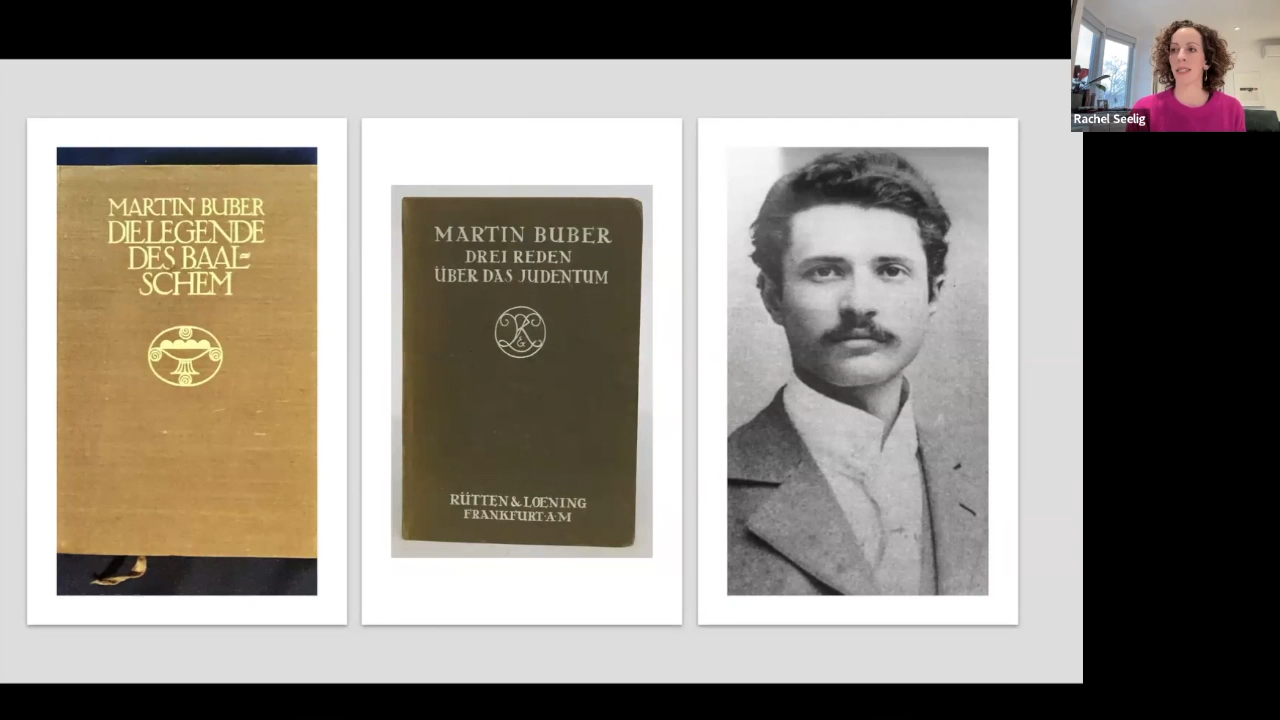 MARTIN BUBER
DIE LEGENDE
DES BAAL=
SCHEM
MARTIN BUBER
DREI REDEN
ÜBER DAS JUDENTUM
RÜTTEN & LOENING
FRANKFURT·A·M
Rachel Seelig